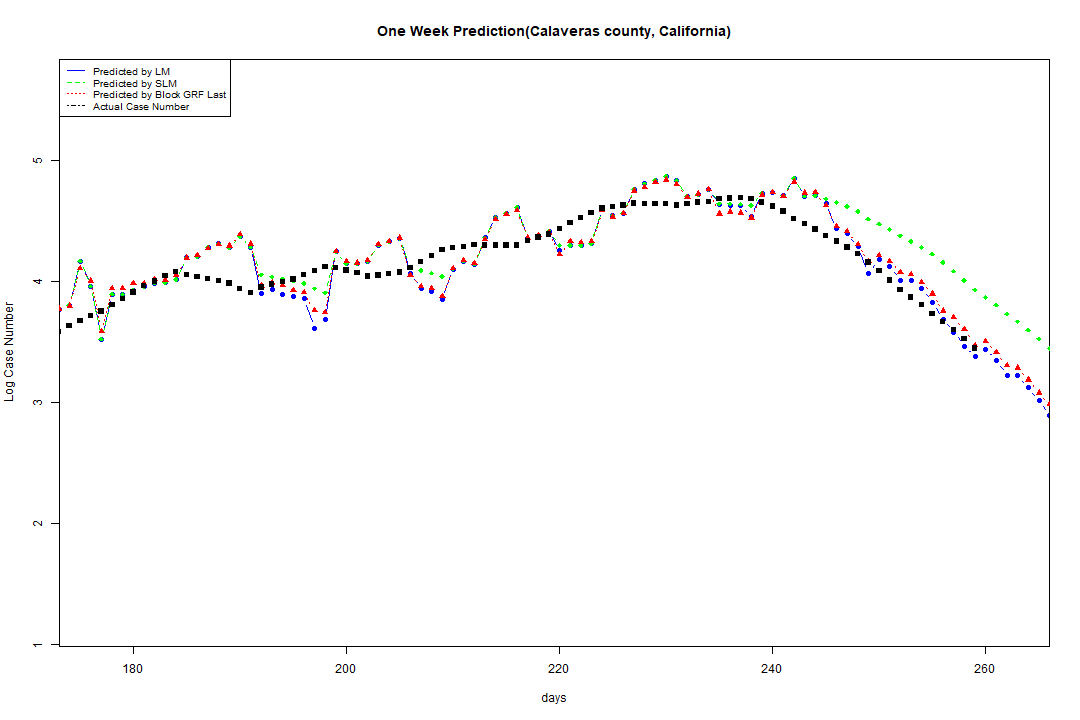 One Week Prediction(Calaveras county, California)
Predicted by LM
Predicted by SLM
Predicted by Block GRF Last
Actual Case Number
5
4
3
2
1
Log Case Number
180 200 220 240 260
days